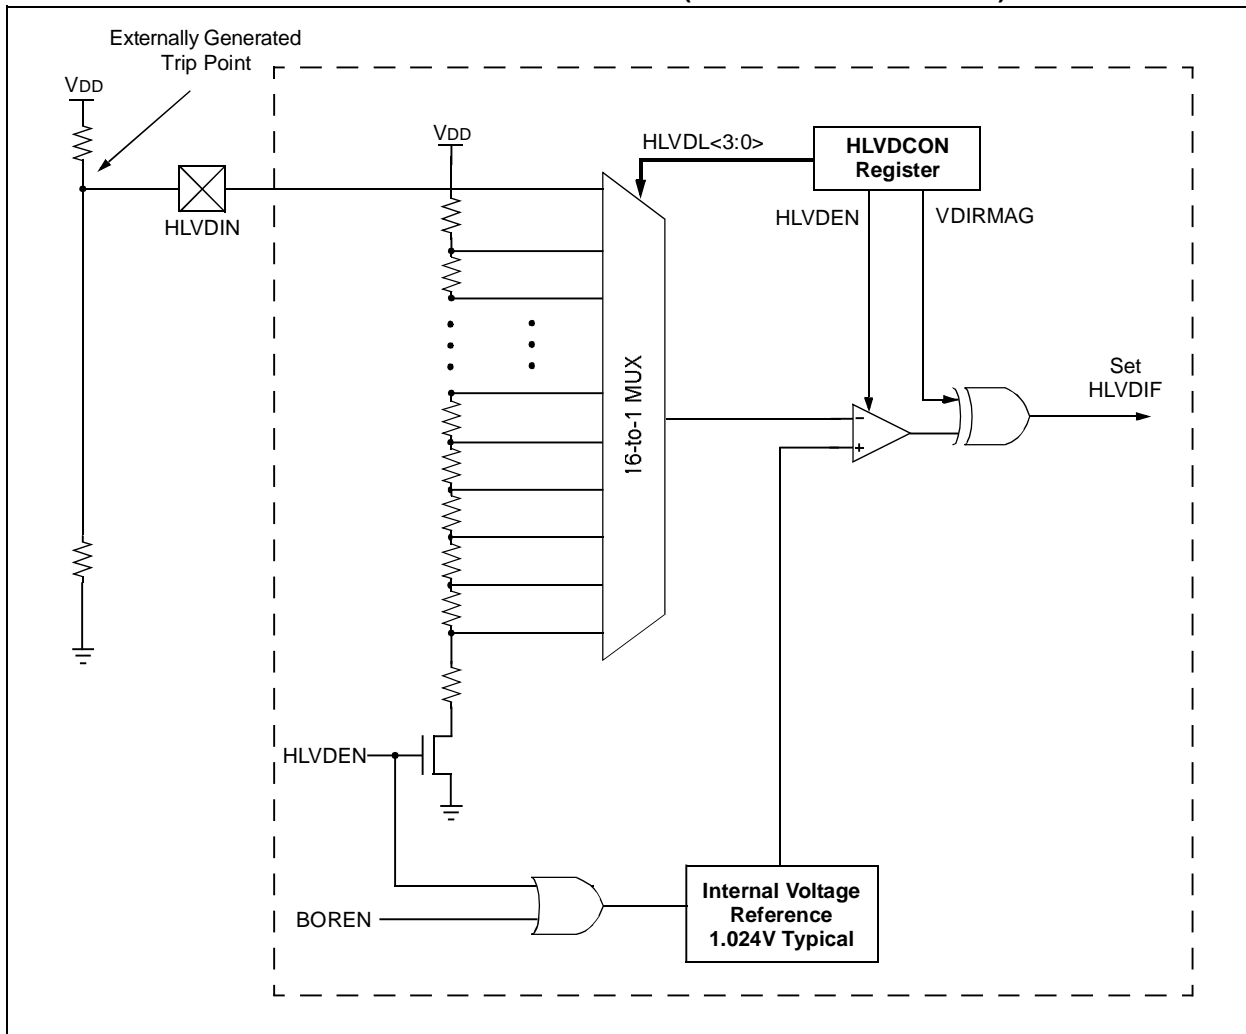 Externally Generated
Trip Point
VDD
VDD
HLVDL<3:0>
HLVDCON
Register
HLVDIN
HLVDEN
VDIRMAG
16-to-1 MUX
Set
HLVDIF
–
+
HLVDEN
BOREN
Internal Voltage
Reference
1.024V Typical